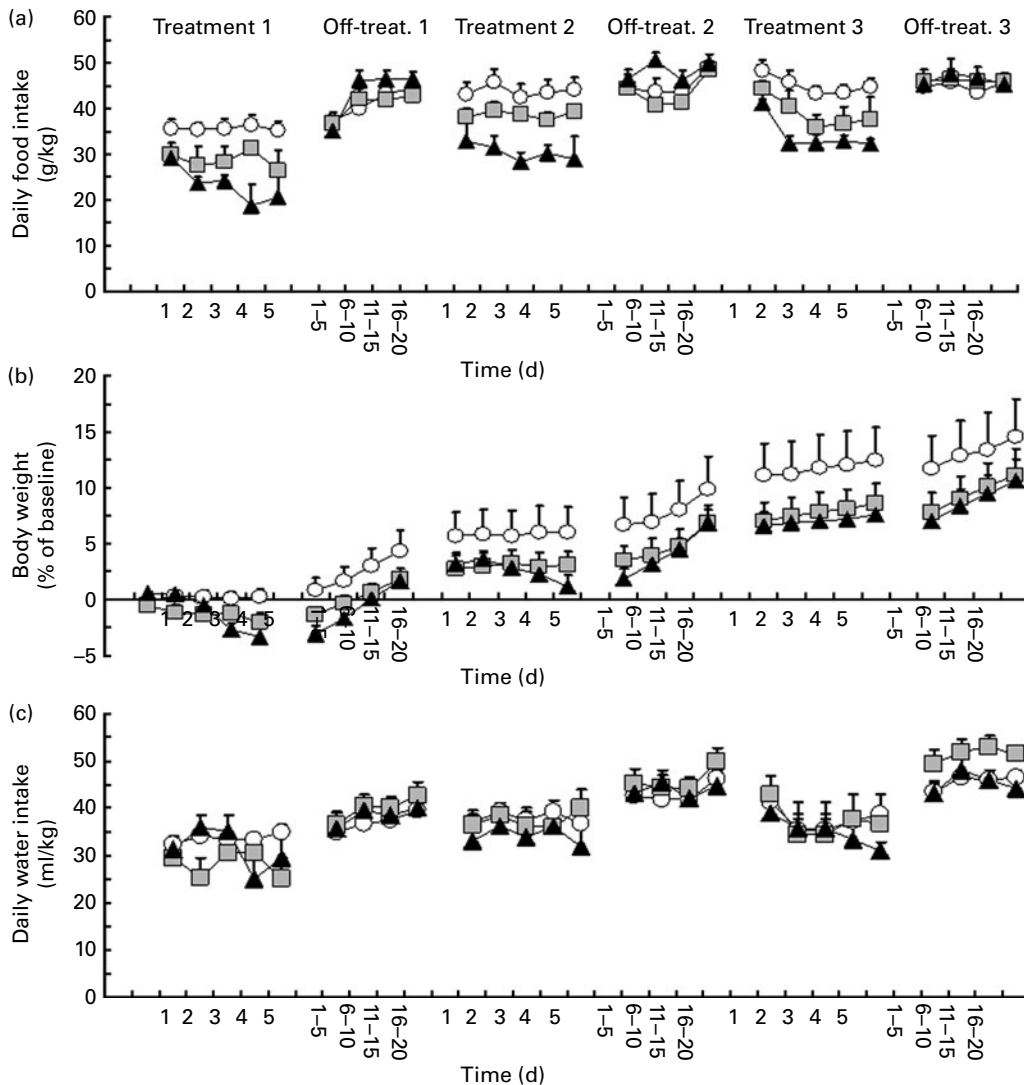 (a)
Treatment 1 Off-treat. 1 Treatment 2 Off-treat. 2 Treatment 3 Off-treat. 3
Daily food intake
(g/kg)
60
50
40
30
20
10
0
1 2 3 4 5 1–5 6–10 11–15 16–20 1 2 3 4 5 1–5 6–10 11–15 16–20 1 2 3 4 5 1–5 6–10 11–15 16–20
Time (d)
(b)
Body weight
(% of baseline)
20
15
10
5
0
–5
1 2 3 4 5 11–15 16–20 1 2 3 4 5 1–5 6–10 11–15 16–20 1 2 3 4 5 1–5 6–10 11–15 16–20
Time (d)
(c)
Daily water intake
(ml/kg)
60
50
40
30
20
10
0
1 2 3 4 5 1–5 6–10 11–15 16–20 1 2 3 4 5 1–5 6–10 11–15 16–20 1 2 3 4 5 1–5 6–10 11–15 16–20
Time (d)